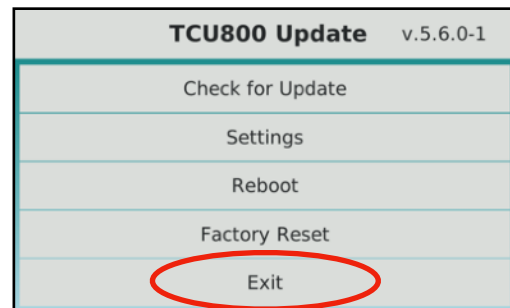 TCU800 Update v.5.6.0-1
Check for Update
Settings
Reboot
Factory Reset
Exit